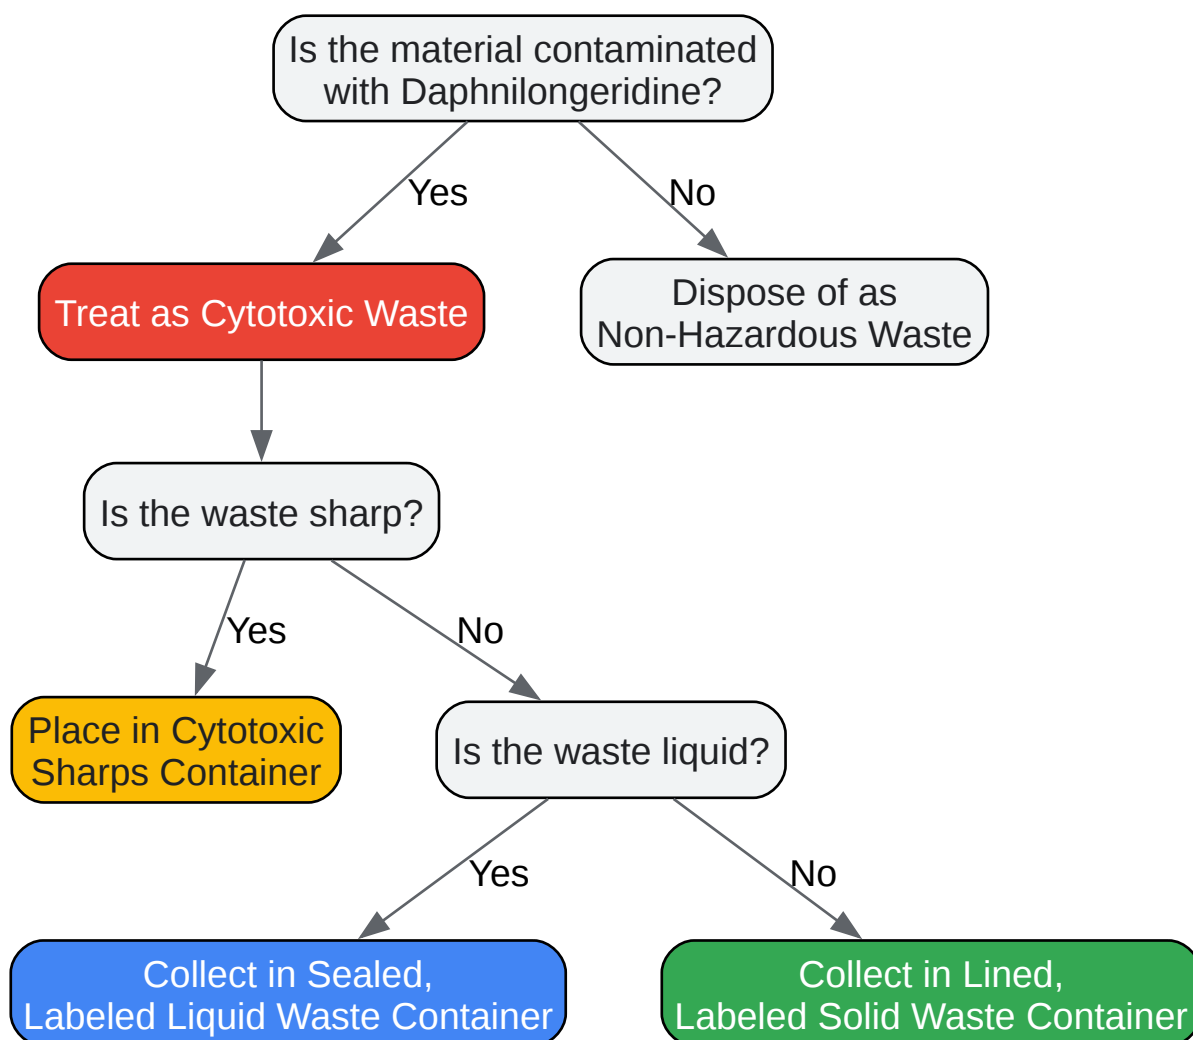 Is the material contaminated
with Daphnilongeridine?
Yes
No
Treat as Cytotoxic Waste
Dispose of as
Non-Hazardous Waste
Is the waste sharp?
Yes
No
Place in Cytotoxic
Sharps Container
Is the waste liquid?
Yes
No
Collect in Sealed,
Labeled Liquid Waste Container
Collect in Lined,
Labeled Solid Waste Container